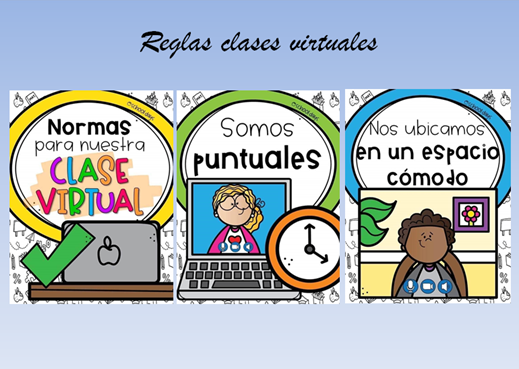 Reglas clases virtuales
Normas
para nuestra
CLASE
VIRTUAL
Somos
puntuales
Nos ubicamos
en un espacio
cómodo